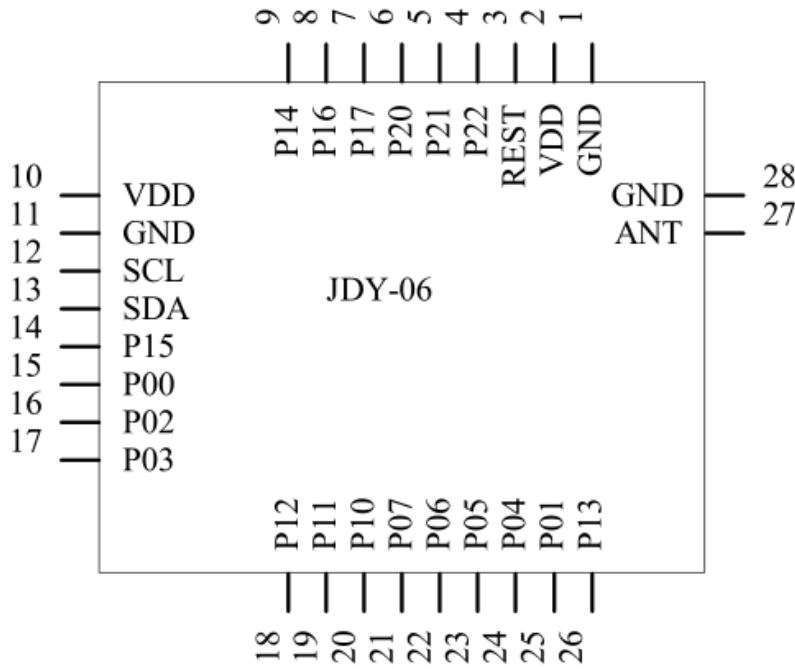 9 8 7 6 5 4 3 2 1
P14 P16 P17 P20 P21 P22 REST VDD GND
10 VDD
11 GND
12 SCL
13 SDA
14 P15
15 P00
16 P02
17 P03
GND 28
ANT 27
JDY-06
P12 P11 P10 P07 P06 P05 P04 P01 P13
18 19 20 21 22 23 24 25 26